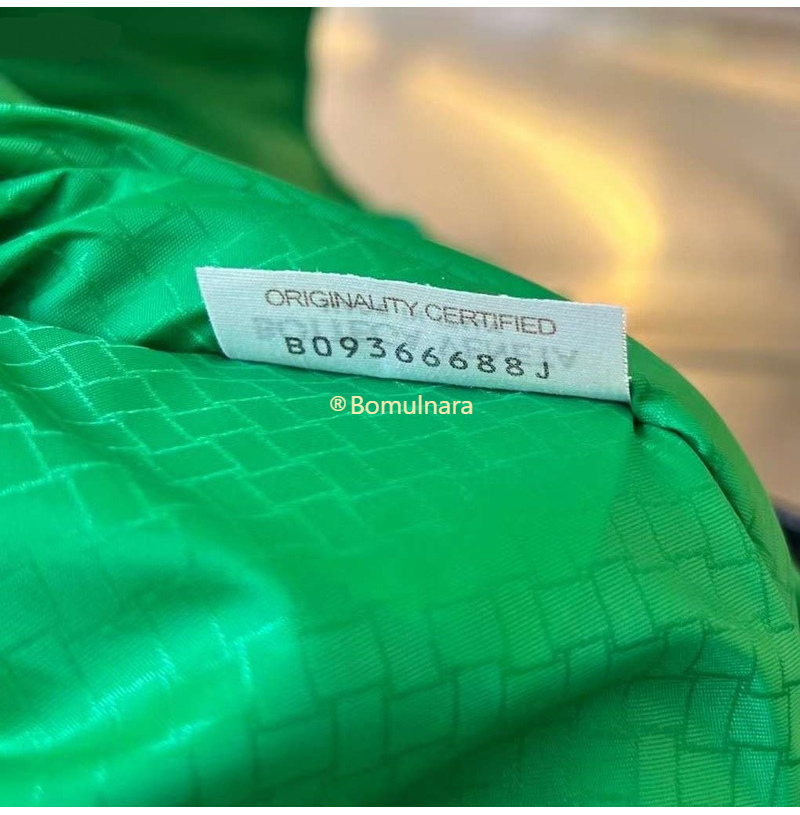 ORIGINALITY CERTIFIED
B09366688J
® Bomulnara